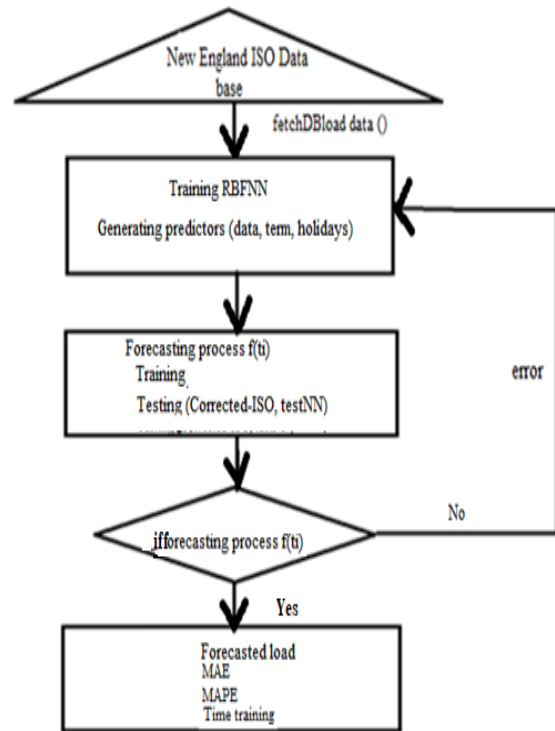 New England ISO Data
base
fetchDBload data ()
Training RBFNN
Generating predictors (data, term, holidays)
Forecasting process f(ti)
Training
Testing (Corrected-ISO, testNN)
error
No
ifforecasting process f(ti)
Yes
Forecasted load
MAE
MAPE
Time training